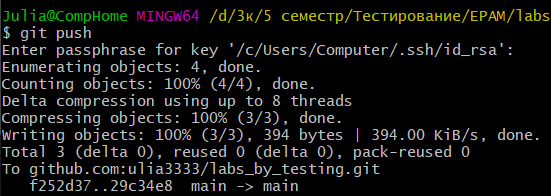 Julia@CompHome MINGW64 /d/3к/5 семестр/Тестирование/EPAM/labs
$ git push
Enter passphrase for key '/c/Users/Computer/.ssh/id_rsa':
Enumerating objects: 4, done.
Counting objects: 100% (4/4), done.
Delta compression using up to 8 threads
Compressing objects: 100% (3/3), done.
Writing objects: 100% (3/3), 394 bytes | 394.00 KiB/s, done.
Total 3 (delta 0), reused 0 (delta 0), pack-reused 0
To github.com:ulia3333/labs_by_testing.git
   f252d37..29c34e8  main -> main